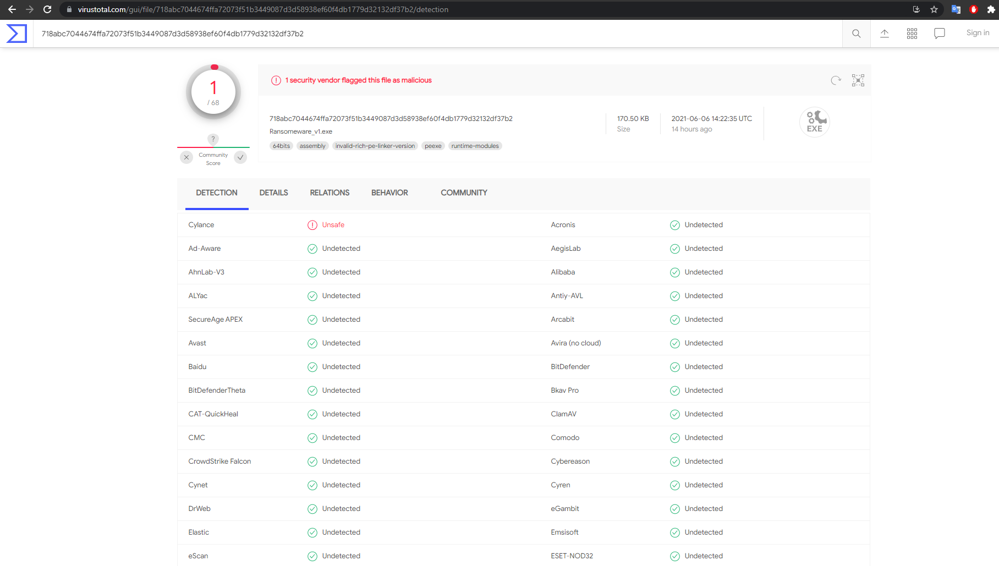 virustotal.com/gui/file/718abc7044674ffa72073f51b3449087d3d58938ef60f4db1779d32132df37b2/detection
718abc7044674ffa72073f51b3449087d3d58938ef60f4db1779d32132df37b2
Sign in
1
/ 68
?
Community
Score
1 security vendor flagged this file as malicious
718abc7044674ffa72073f51b3449087d3d58938ef60f4db1779d32132df37b2
Ransomeware_v1.exe
64bits assembly invalid-rich-pe-linker-version peexe runtime-modules
170.50 KB
Size
2021-06-06 14:22:35 UTC
14 hours ago
EXE
DETECTION DETAILS RELATIONS BEHAVIOR COMMUNITY
Cylance Unsafe Acronis Undetected
Ad-Aware Undetected AegisLab Undetected
AhnLab-V3 Undetected Alibaba Undetected
ALYac Undetected Antiy-AVL Undetected
SecureAge APEX Undetected Arcabit Undetected
Avast Undetected Avira (no cloud) Undetected
Baidu Undetected BitDefender Undetected
BitDefenderTheta Undetected Bkav Pro Undetected
CAT-QuickHeal Undetected ClamAV Undetected
CMC Undetected Comodo Undetected
CrowdStrike Falcon Undetected Cybereason Undetected
Cynet Undetected Cyren Undetected
DrWeb Undetected eGambit Undetected
Elastic Undetected Emsisoft Undetected
eScan Undetected ESET-NOD32 Undetected